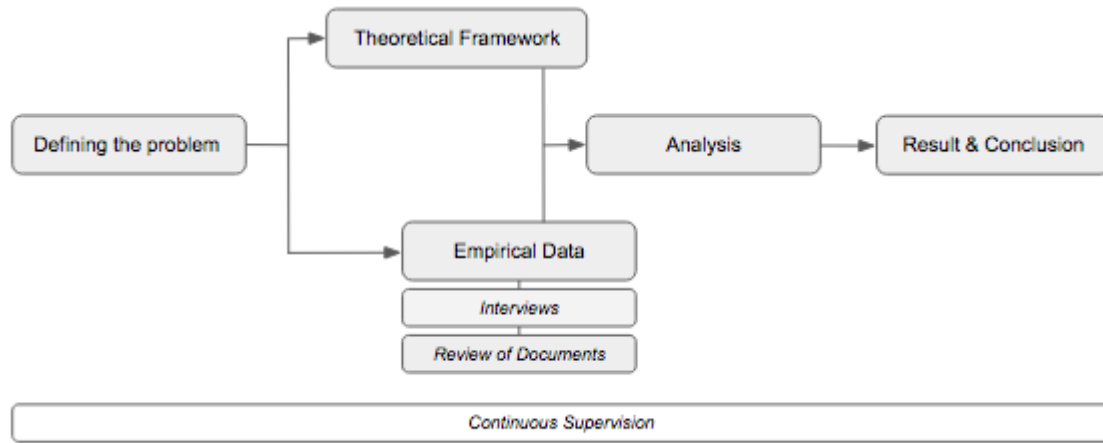 Theoretical Framework
Defining the problem
Analysis
Result & Conclusion
Empirical Data
Interviews
Review of Documents
Continuous Supervision